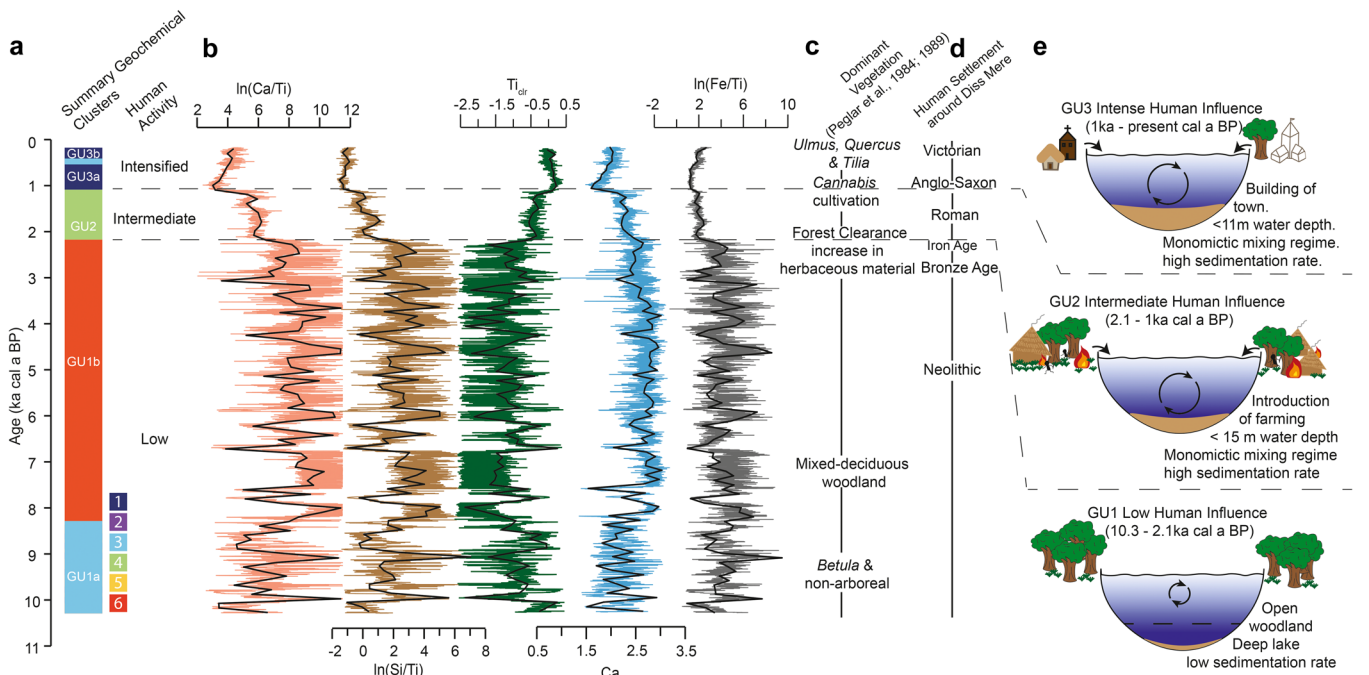 a
Summary Geochemical
Clusters
Human
Activity
b
ln(Ca/Ti)
2 4 6 8 10 12
Ti clr
-2.5 -1.5 -0.5 0.5
ln(Fe/Ti)
-2 2 6 10
c
Dominant
Vegetation
(Peglar et al., 1984; 1989)
d
Human Settlement
around Diss Mere
e
Age (ka cal a BP)
0
1
2
3
4
5
6
7
8
9
10
11
GU3b
GU3a
GU2
GU1b
GU1a
Intensified
Intermediate
Low
1
2
3
4
5
6
-2 0 2 4 6 8
ln(Si/Ti)
0.5 1.5 2.5 3.5
Ca
Ulmus, Quercus
& Tilia
Cannabis
cultivation
Forest Clearance
increase in
herbaceous material
Mixed-deciduous
woodland
Betula &
non-arboreal
Victorian
Anglo-Saxon
Roman
Iron Age
Bronze Age
Neolithic
GU3 Intense Human Influence
(1ka - present cal a BP)
Building of
town.
<11m water depth.
Monomictic mixing regime.
high sedimentation rate.
GU2 Intermediate Human Influence
(2.1 - 1ka cal a BP)
Introduction
of farming
< 15 m water depth
Monomictic mixing regime
high sedimentation rate
GU1 Low Human Influence
(10.3 - 2.1ka cal a BP)
Open
woodland
Deep lake
low sedimentation rate